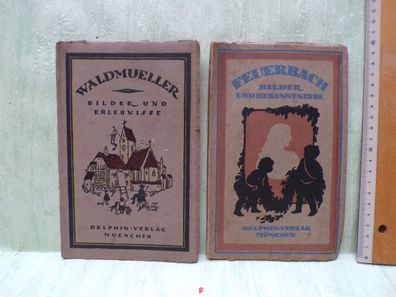 WALDMUELLER
BILDER UND
ERLEBNISSE
DELPHIN-VERLAG
MUENCHEN
FEUERBACH
BILDER
UND BEKENNTNISSE
DELPHIN-VERLAG
MÜNCHEN